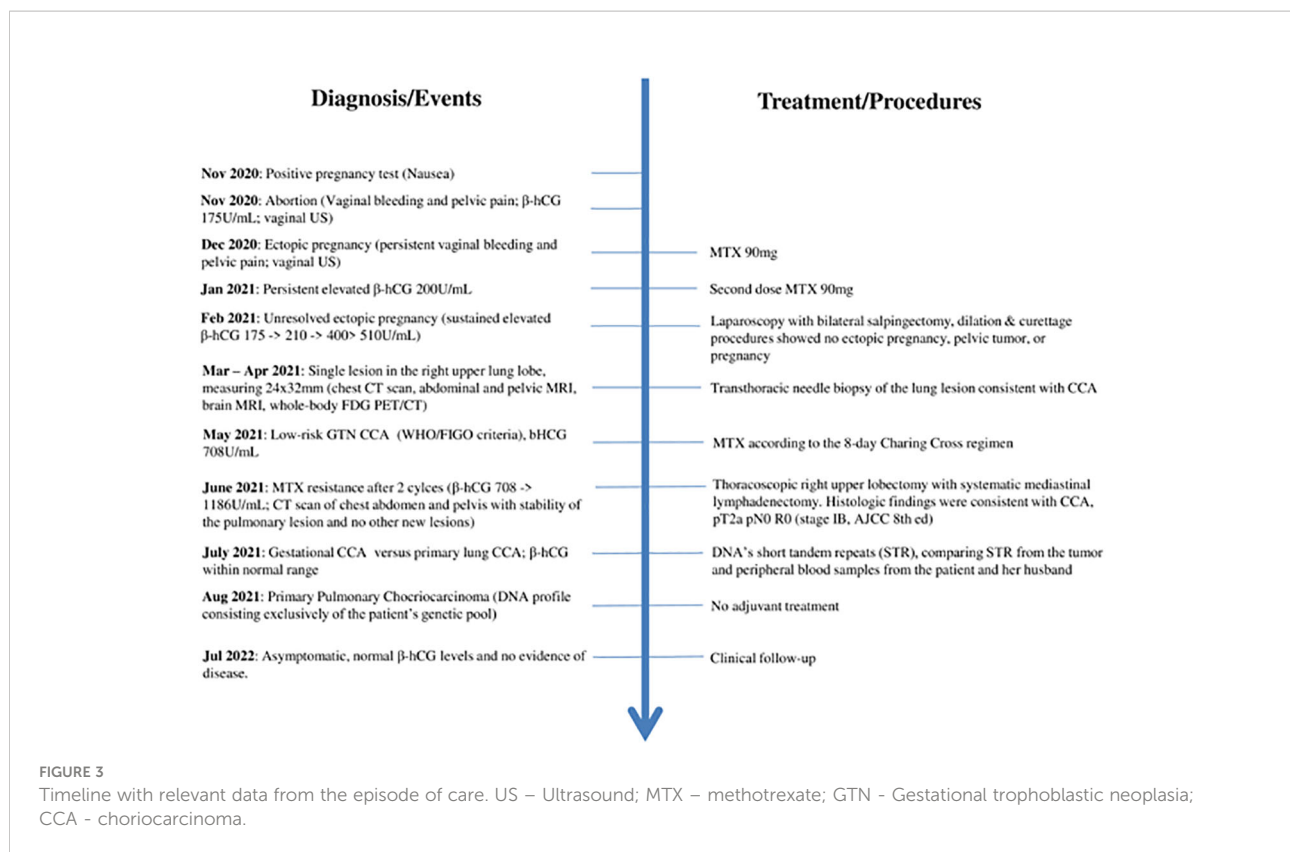 Diagnosis/Events
Treatment/Procedures
Nov 2020: Positive pregnancy test (Nausea)
Nov 2020: Abortion (Vaginal bleeding and pelvic pain; β-hCG
175U/mL; vaginal US)
Dec 2020: Ectopic pregnancy (persistent vaginal bleeding and
pelvic pain; vaginal US)
MTX 90mg
Jan 2021: Persistent elevated β-hCG 200U/mL
Second dose MTX 90mg
Feb 2021: Unresolved ectopic pregnancy (sustained elevated
β-hCG 175 -> 210 -> 400> 510U/mL)
Laparoscopy with bilateral salpingectomy, dilation & curettage
procedures showed no ectopic pregnancy, pelvic tumor, or
pregnancy
Mar – Apr 2021: Single lesion in the right upper lung lobe,
measuring 24x32mm (chest CT scan, abdominal and pelvic MRI,
brain MRI, whole-body FDG PET/CT)
Transthoracic needle biopsy of the lung lesion consistent with CCA
May 2021: Low-risk GTN CCA (WHO/FIGO criteria), bHCG
708U/mL
MTX according to the 8-day Charing Cross regimen
June 2021: MTX resistance after 2 cylces (β-hCG 708 ->
1186U/mL; CT scan of chest abdomen and pelvis with stability of
the pulmonary lesion and no other new lesions)
Thoracoscopic right upper lobectomy with systematic mediastinal
lymphadenectomy. Histologic findings were consistent with CCA,
pT2a pN0 R0 (stage IB, AJCC 8th ed)
July 2021: Gestational CCA versus primary lung CCA; β-hCG
within normal range
DNA's short tandem repeats (STR), comparing STR from the tumor
and peripheral blood samples from the patient and her husband
Aug 2021: Primary Pulmonary Chocriocarcinoma (DNA profile
consisting exclusively of the patient's genetic pool)
No adjuvant treatment
Jul 2022: Asymptomatic, normal β-hCG levels and no evidence of
disease.
Clinical follow-up
FIGURE 3
Timeline with relevant data from the episode of care. US – Ultrasound; MTX – methotrexate; GTN - Gestational trophoblastic neoplasia;
CCA - choriocarcinoma.